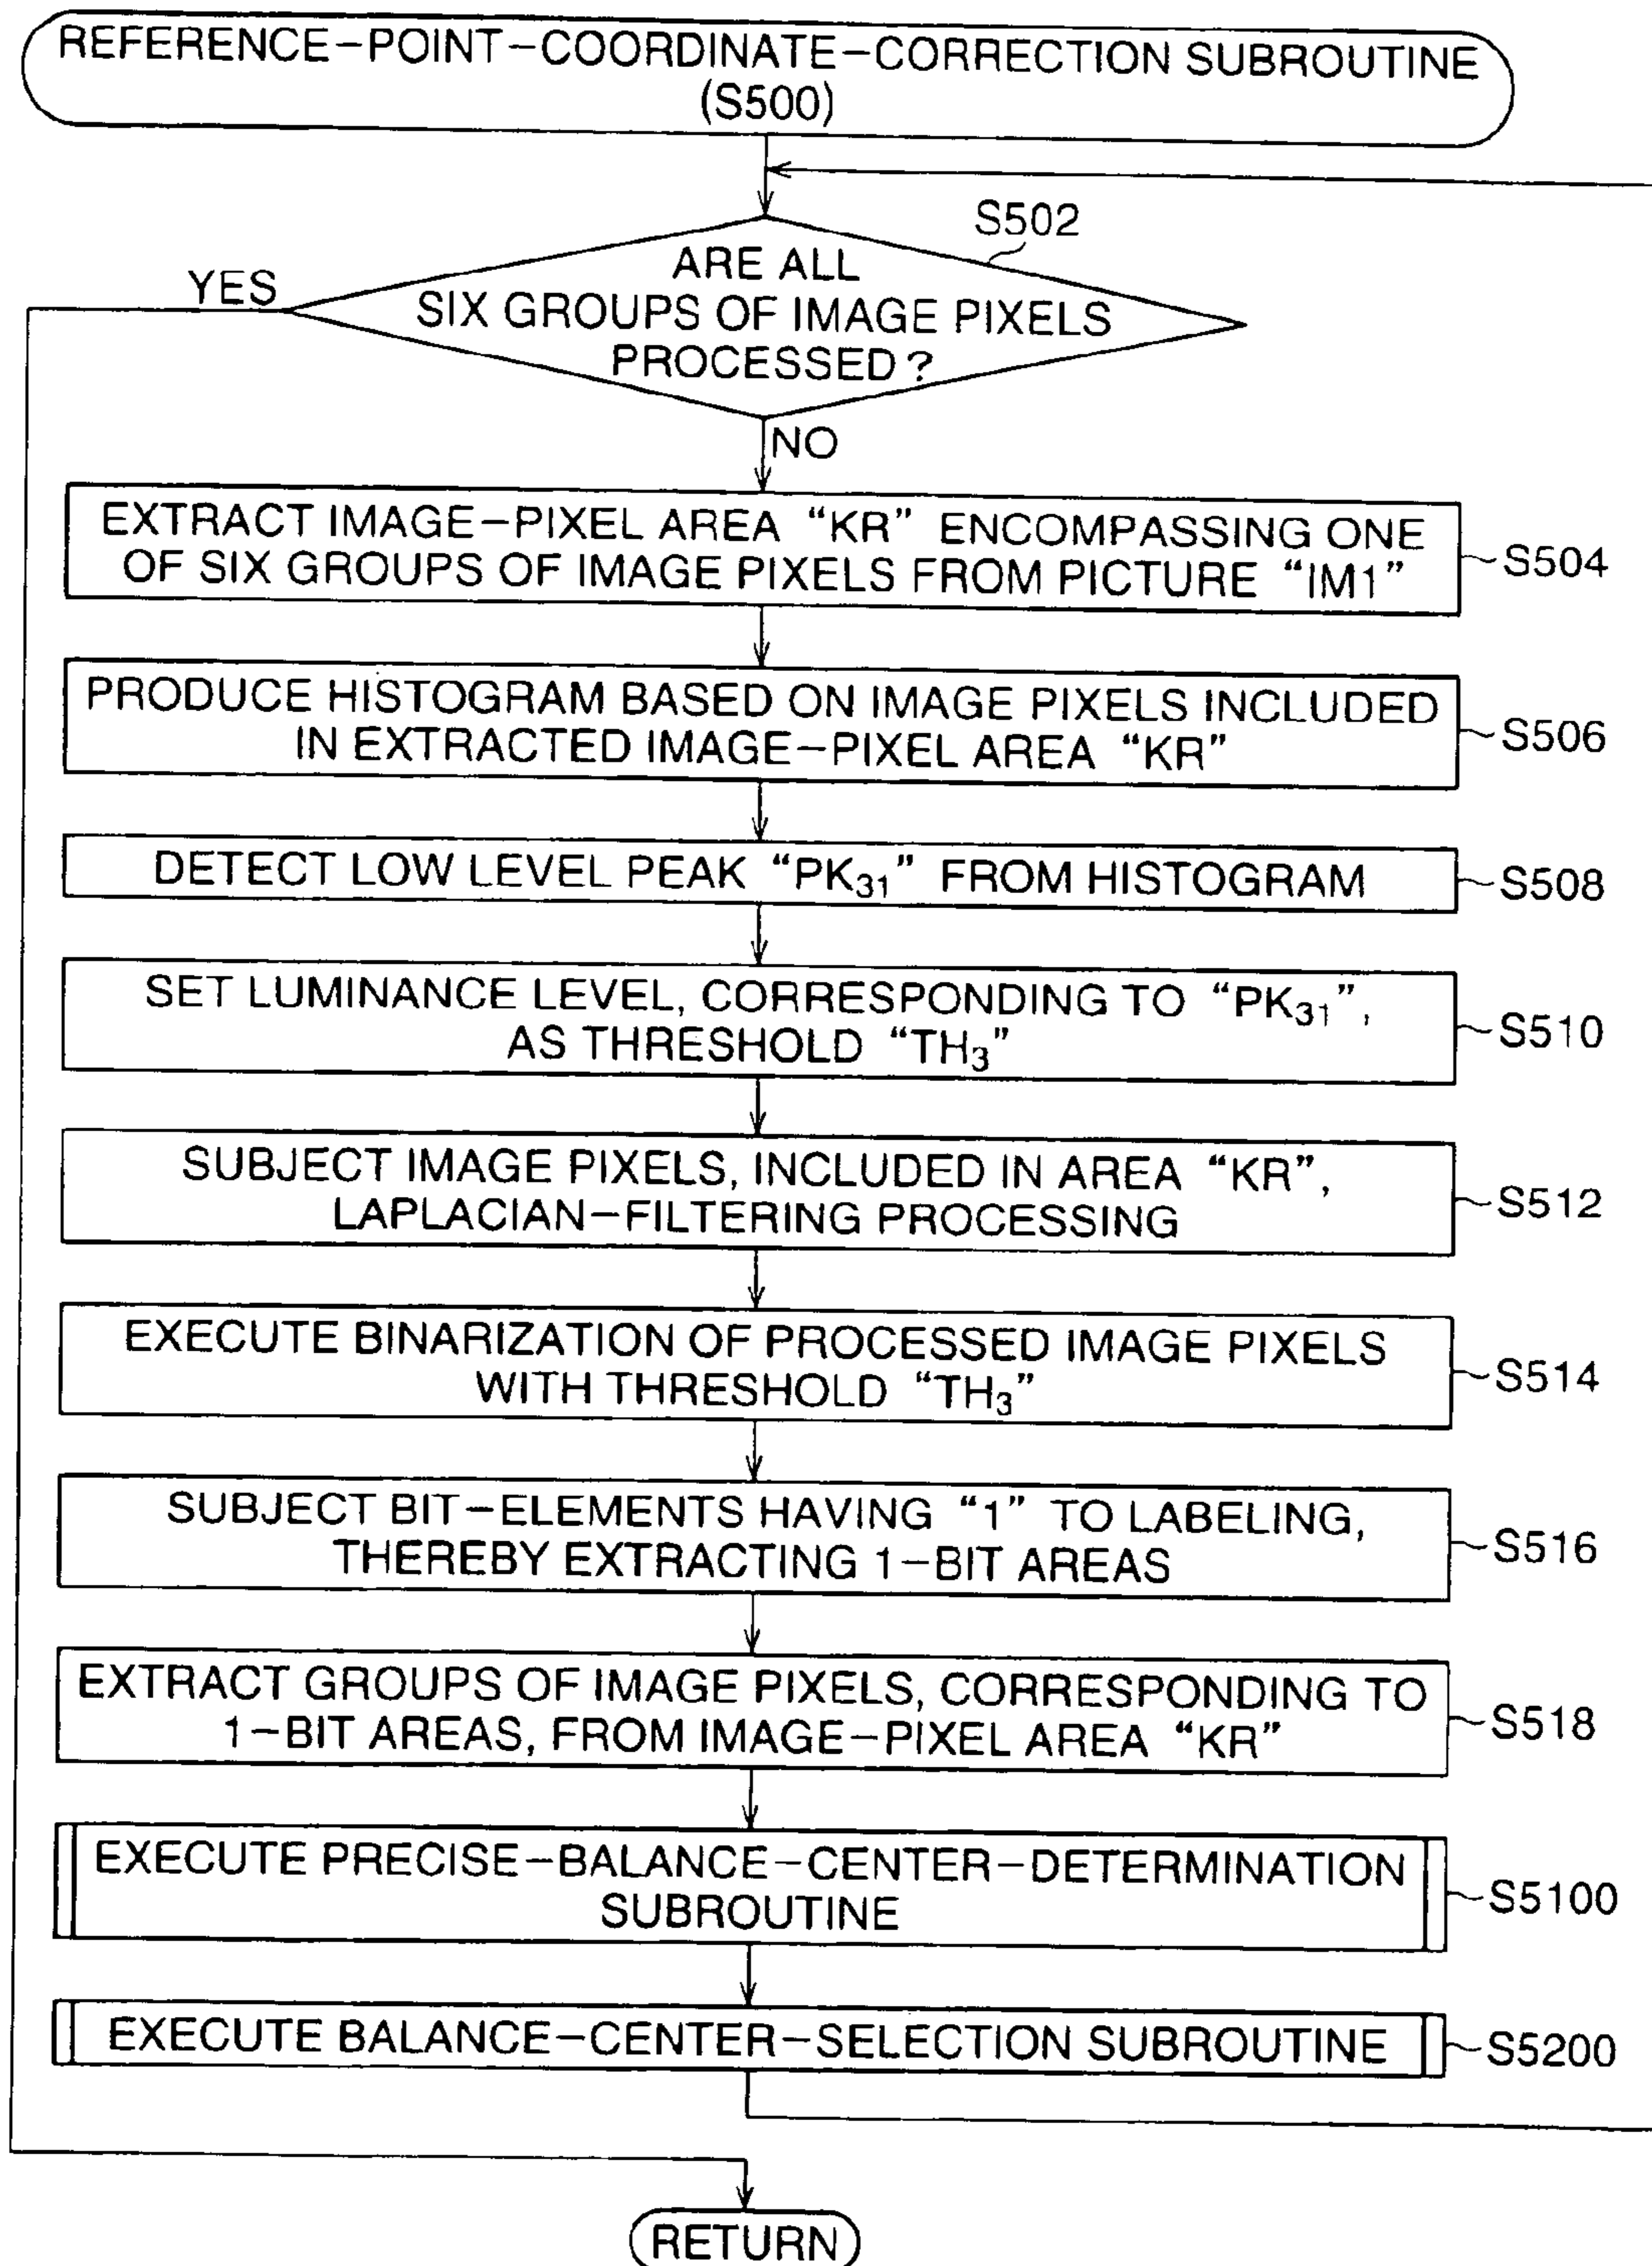 REFERENCE-POINT-COORDINATE-CORRECTION SUBROUTINE
(S500)
S502
ARE ALL
SIX GROUPS OF IMAGE PIXELS
PROCESSED?
YES
NO
EXTRACT IMAGE-PIXEL AREA "KR" ENCOMPASSING ONE
OF SIX GROUPS OF IMAGE PIXELS FROM PICTURE "IM1"
S504
PRODUCE HISTOGRAM BASED ON IMAGE PIXELS INCLUDED
IN EXTRACTED IMAGE-PIXEL AREA "KR"
S506
DETECT LOW LEVEL PEAK "PK31" FROM HISTOGRAM
S508
SET LUMINANCE LEVEL, CORRESPONDING TO "PK31",
AS THRESHOLD "TH3"
S510
SUBJECT IMAGE PIXELS, INCLUDED IN AREA "KR",
LAPLACIAN-FILTERING PROCESSING
S512
EXECUTE BINARIZATION OF PROCESSED IMAGE PIXELS
WITH THRESHOLD "TH3"
S514
SUBJECT BIT-ELEMENTS HAVING "1" TO LABELING,
THEREBY EXTRACTING 1-BIT AREAS
S516
EXTRACT GROUPS OF IMAGE PIXELS, CORRESPONDING TO
1-BIT AREAS, FROM IMAGE-PIXEL AREA "KR"
S518
EXECUTE PRECISE-BALANCE-CENTER-DETERMINATION
SUBROUTINE
S5100
EXECUTE BALANCE-CENTER-SELECTION SUBROUTINE
S5200
RETURN